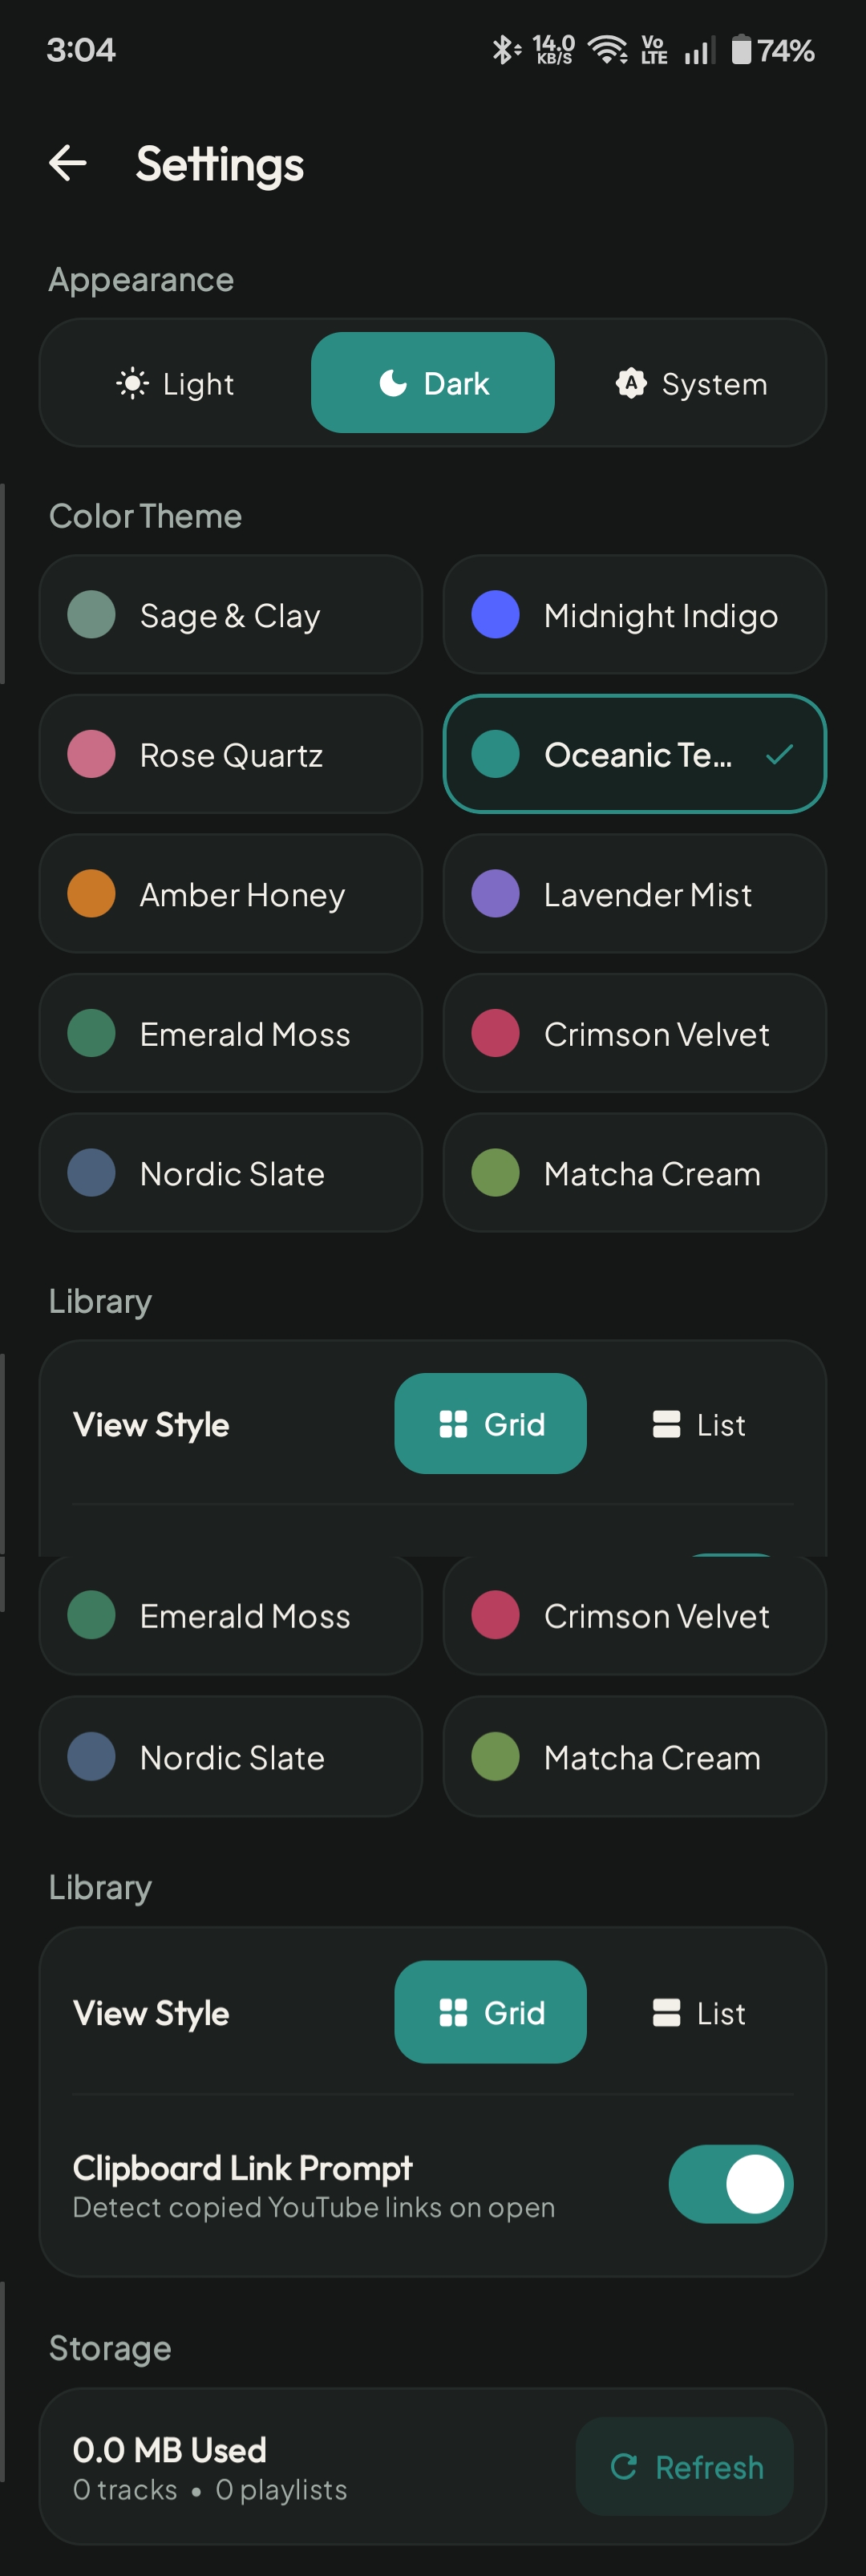 3:04 14.0 KB/S Vo LTE 74%
Settings
Appearance
Light Dark A System
Color Theme
Sage & Clay Midnight Indigo
Rose Quartz Oceanic Te...
Amber Honey Lavender Mist
Emerald Moss Crimson Velvet
Nordic Slate Matcha Cream
Library
View Style Grid List
Emerald Moss Crimson Velvet
Nordic Slate Matcha Cream
Library
View Style Grid List
Clipboard Link Prompt
Detect copied YouTube links on open
Storage
0.0 MB Used
0 tracks • 0 playlists
Refresh